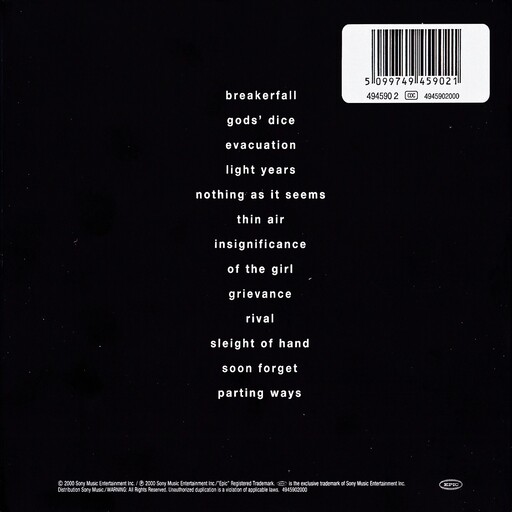 5 099749 459021
494590 2 CDC 4945902000
breakerfall
gods' dice
evacuation
light years
nothing as it seems
thin air
insignificance
of the girl
grievance
rival
sleight of hand
soon forget
parting ways
© 2000 Sony Music Entertainment Inc. / ℗ 2000 Sony Music Entertainment Inc./"Epic" Registered Trademark. is the exclusive trademark of Sony Music Entertainment Inc.
Distribution Sony Music./WARNING: All Rights Reserved. Unauthorized duplication is a violation of applicable laws. 4945902000
EPIC